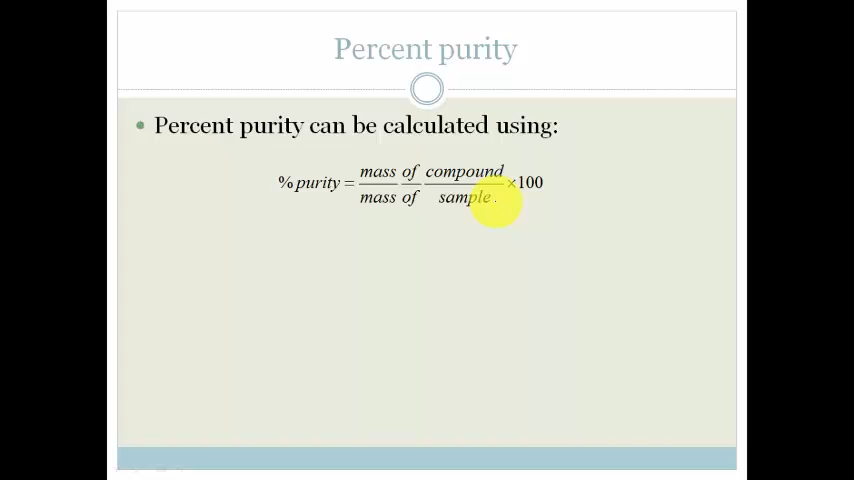 Percent purity
Percent purity can be calculated using:
% purity = mass of compound / mass of sample × 100